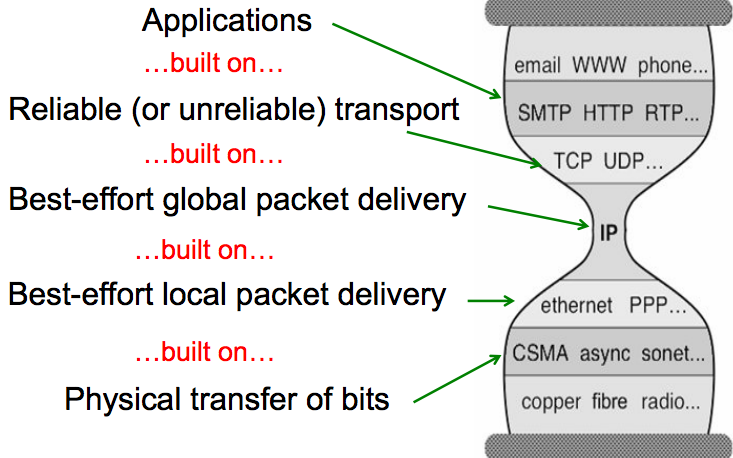 Applications
…built on…
Reliable (or unreliable) transport
…built on…
Best-effort global packet delivery
…built on…
Best-effort local packet delivery
…built on…
Physical transfer of bits
email WWW phone...
SMTP HTTP RTP...
TCP UDP...
IP
ethernet PPP...
CSMA async sonet...
copper fibre radio...